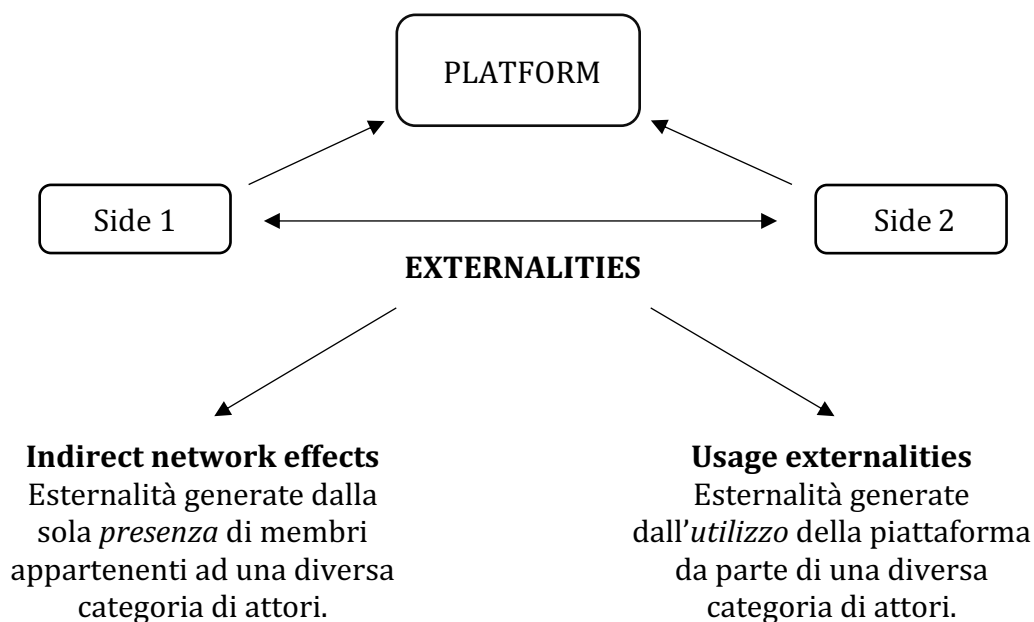 PLATFORM
Side 1
Side 2
EXTERNALITIES
Indirect network effects
Esternalità generate dalla
sola presenza di membri
appartenenti ad una diversa
categoria di attori.
Usage externalities
Esternalità generate
dall'utilizzo della piattaforma
da parte di una diversa
categoria di attori.